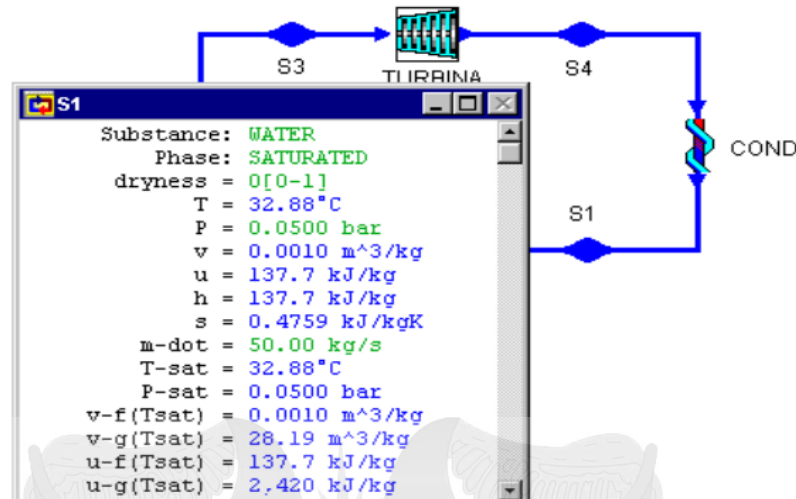 S3
TURBINA
S4
S1
Substance: WATER
Phase: SATURATED
dryness = 0[0-1]
T = 32.88°C
P = 0.0500 bar
v = 0.0010 m^3/kg
u = 137.7 kJ/kg
h = 137.7 kJ/kg
s = 0.4759 kJ/kgK
m-dot = 50.00 kg/s
T-sat = 32.88°C
P-sat = 0.0500 bar
v-f(Tsat) = 0.0010 m^3/kg
v-g(Tsat) = 28.19 m^3/kg
u-f(Tsat) = 137.7 kJ/kg
u-g(Tsat) = 2,420 kJ/kg
COND
S1